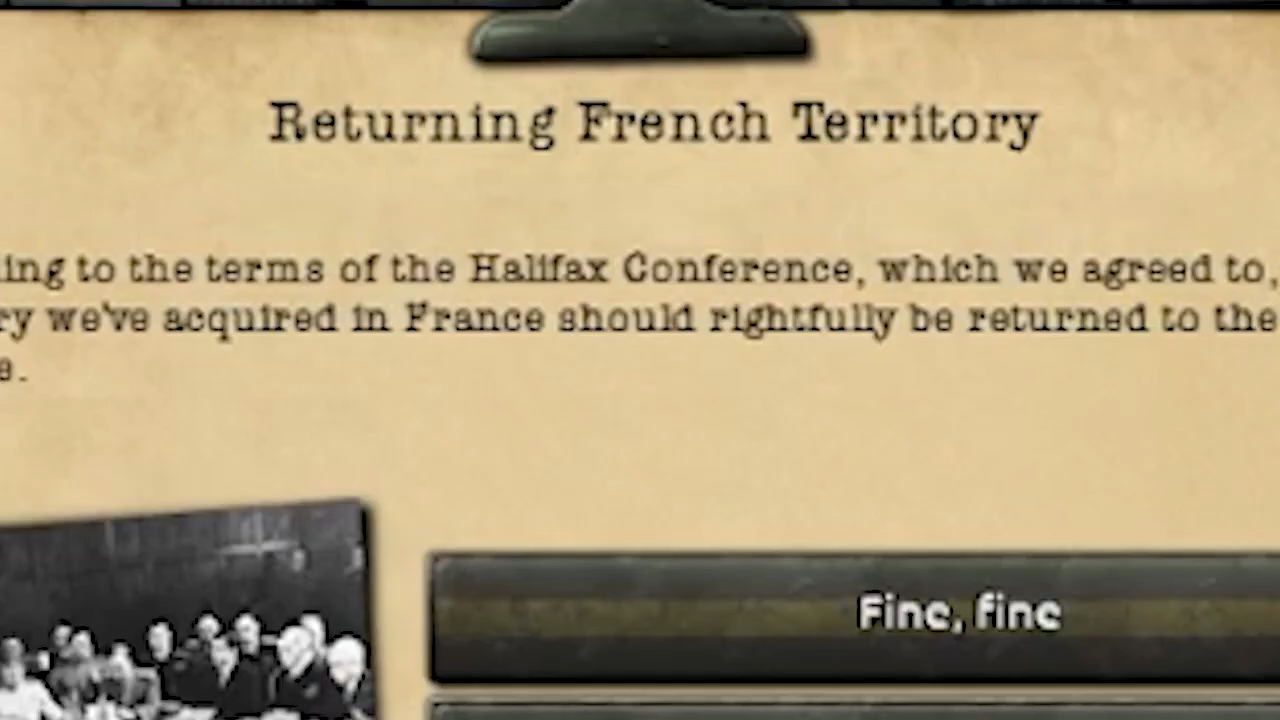 Returning French Territory
ing to the terms of the Halifax Conference, which we agreed to,
ry we've acquired in France should rightfully be returned to the
e.
Fine, fine